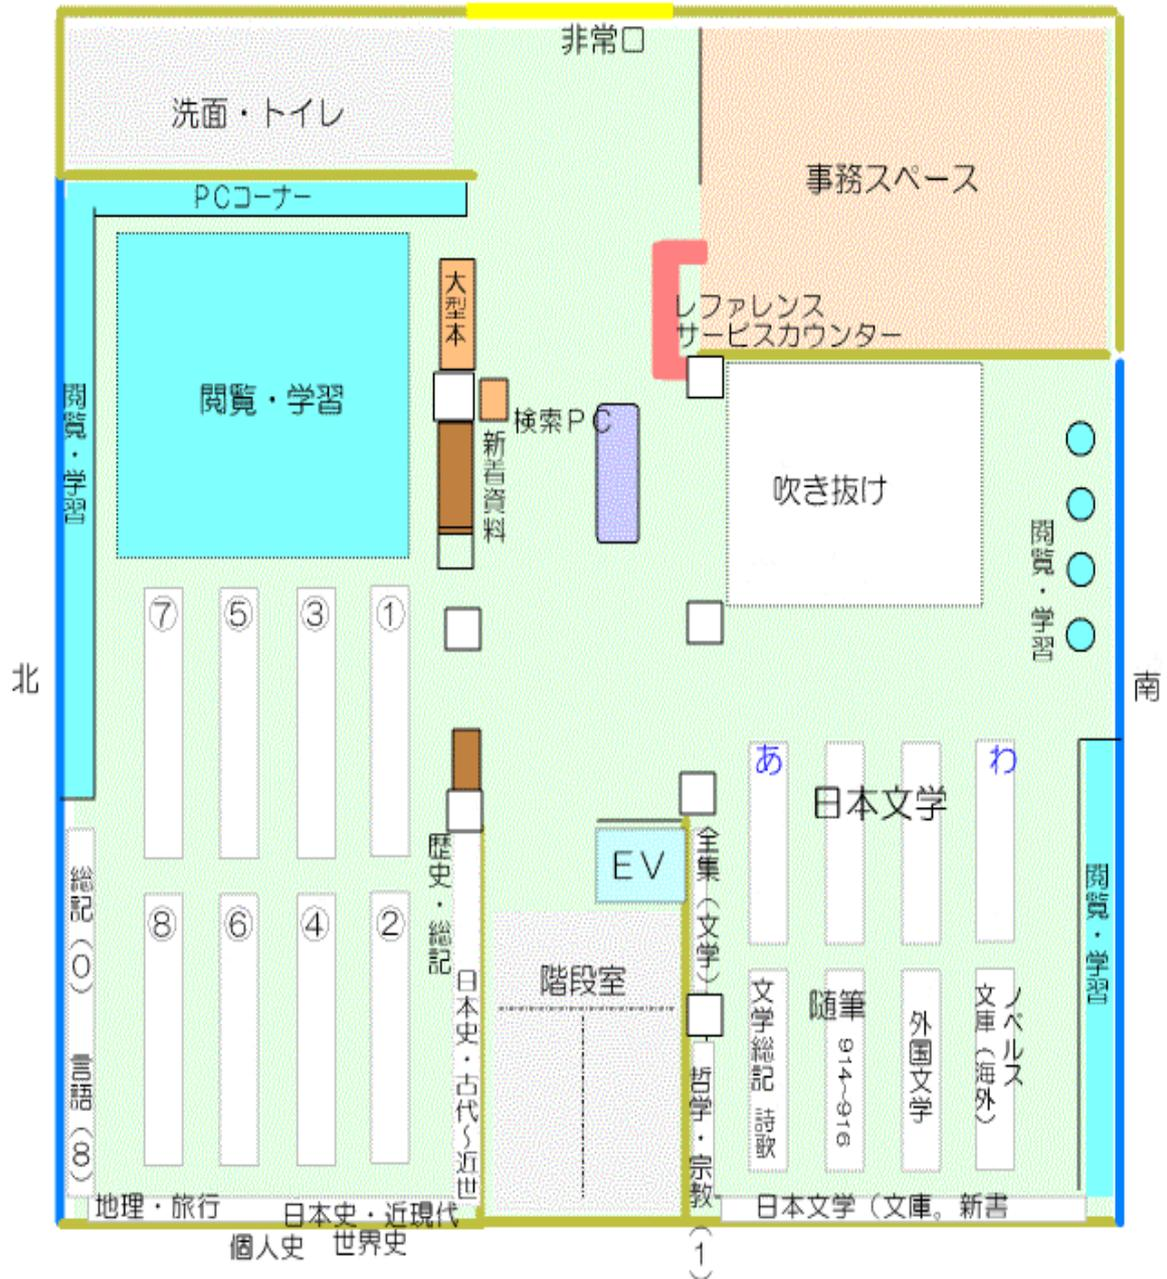 非常口
洗面・トイレ
事務スペース
PCコーナー
大型本
レファレンス
サービスカウンター
閲覧・学習
閲覧・学習
検索PC
新着資料
吹き抜け
閲覧・学習
⑦
⑤
③
①
北
南
あ
わ
日本文学
EV
歴史・総記
全集（文学）
総記（0）
言語（8）
⑧
⑥
④
②
閲覧・学習
階段室
日本史・古代～近世
文学総記 詩歌
随筆
914～916
外国文学
ノベルス
文庫（海外）
哲学・宗教（1）
地理・旅行
日本史・近現代
日本文学（文庫。新書
個人史
世界史